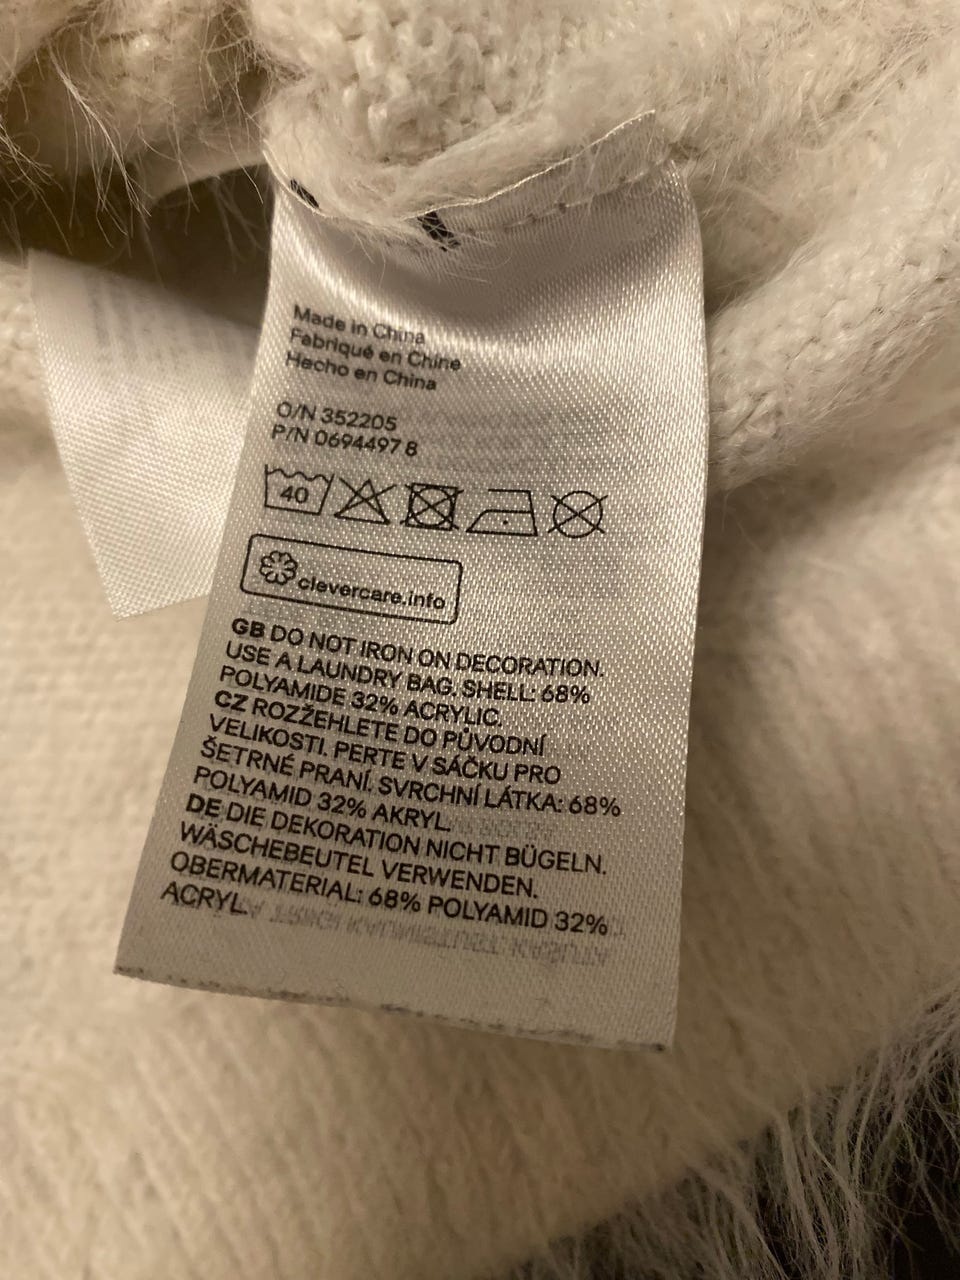 Made in China
Fabriqué en Chine
Hecho en China
O/N 352205
P/N 0694497 8
40
clevercare.info
GB DO NOT IRON ON DECORATION.
USE A LAUNDRY BAG. SHELL: 68%
POLYAMIDE 32% ACRYLIC.
CZ ROZŽEHLETE DO PŮVODNÍ
VELIKOSTI. PERTE V SÁČKU PRO
ŠETRNÉ PRANÍ. SVRCHNÍ LÁTKA: 68%
POLYAMID 32% AKRYL.
DE DIE DEKORATION NICHT BÜGELN.
WÄSCHEBEUTEL VERWENDEN.
OBERMATERIAL: 68% POLYAMID 32%
ACRYL.